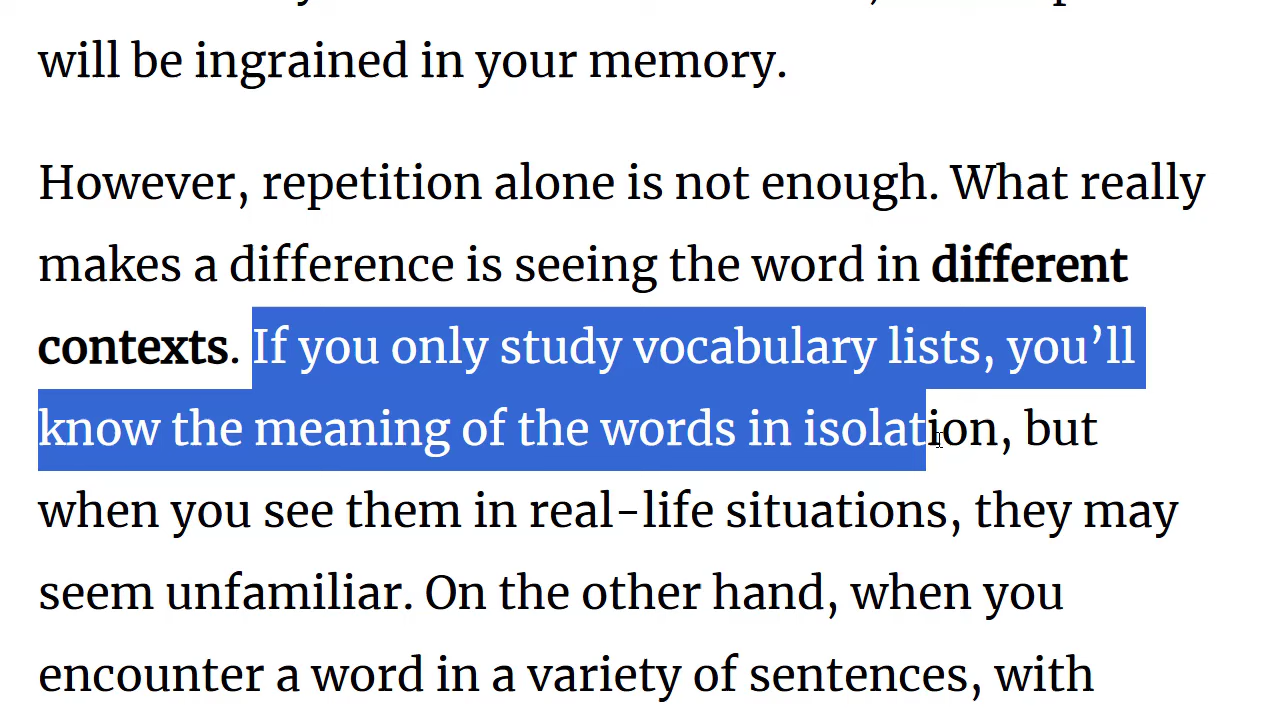 will be ingrained in your memory.
However, repetition alone is not enough. What really
makes a difference is seeing the word in different
contexts. If you only study vocabulary lists, you’ll
know the meaning of the words in isolation, but
when you see them in real-life situations, they may
seem unfamiliar. On the other hand, when you
encounter a word in a variety of sentences, with